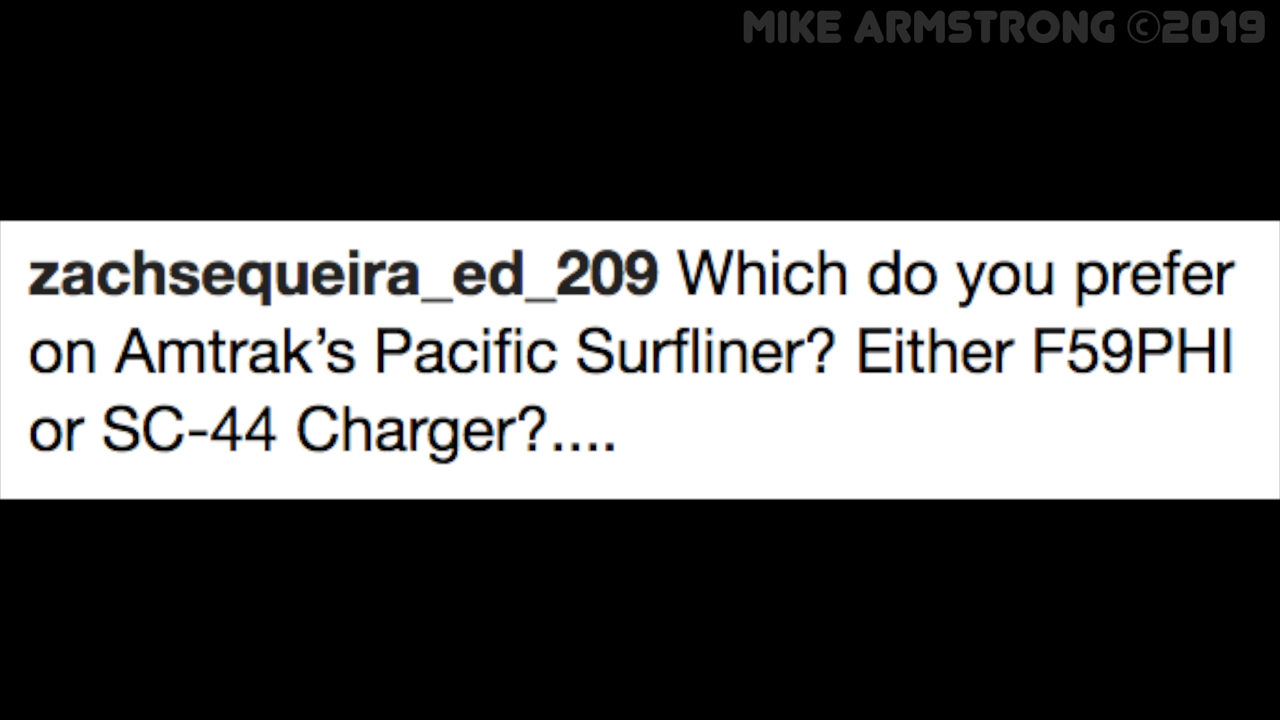 MIKE ARMSTRONG ©2019
zachsequeira_ed_209 Which do you prefer
on Amtrak’s Pacific Surfliner? Either F59PHI
or SC-44 Charger?....